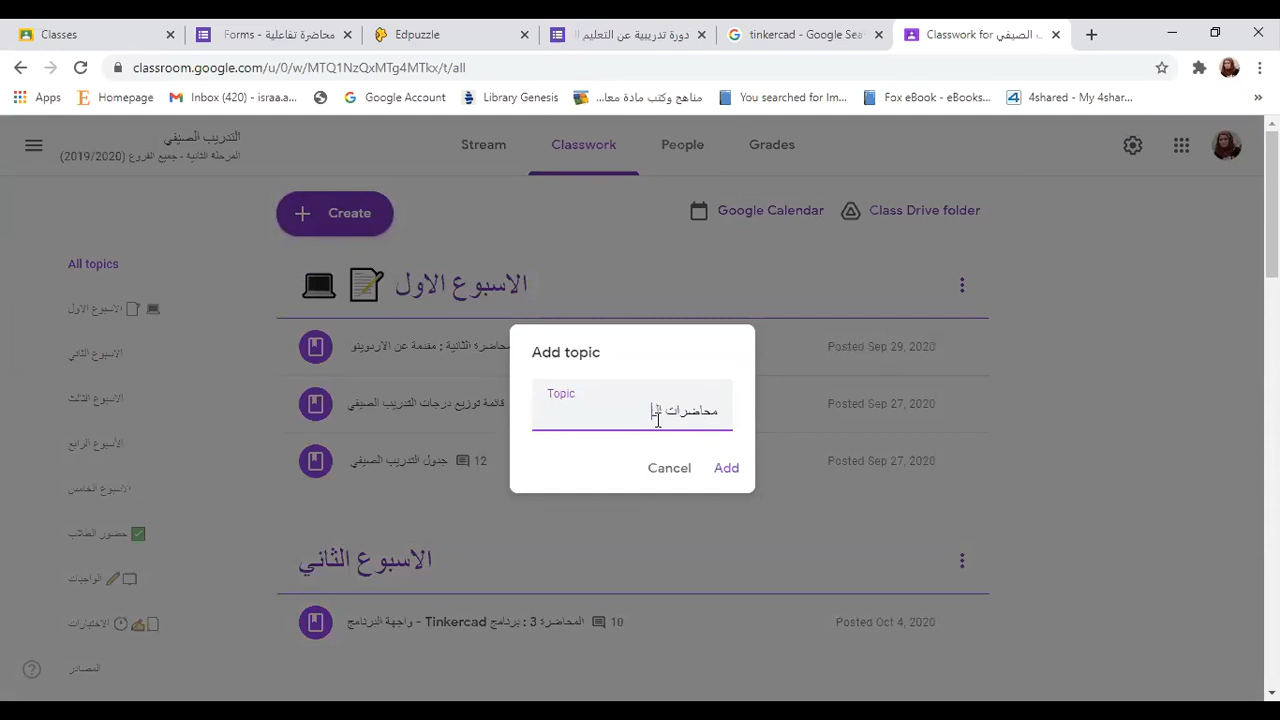 Classes
Forms - محاضرة تفاعلية
Edpuzzle
دورة تدريبية عن التعليم ال
tinkercad - Google Sea
Classwork for الصيفي
classroom.google.com/u/0/w/MTQ1NzQxMTg4MTkx/t/all
Apps
Homepage
Inbox (420) - israa.a...
Google Account
Library Genesis
مناهج وكتب مادة معا...
You searched for Im...
Fox eBook - eBooks...
4shared - My 4shar...
التدريب الصيفي
المرحلة الثانية - جميع الفروع (2019/2020)
Stream
Classwork
People
Grades
Create
Google Calendar
Class Drive folder
All topics
الاسبوع الاول
الاسبوع الثاني
الاسبوع الثالث
الأسبوع الرابع
الاسبوع الخامس
حضور الطلاب
الواجبات
الاختبارات
المصادر
الاسبوع الاول
محاضرة الثانية : مقدمة عن الاردوينو
Posted Sep 29, 2020
قائمة توزيع درجات التدريب الصيفي
Posted Sep 27, 2020
جدول التدريب الصيفي
12
Posted Sep 27, 2020
Add topic
Topic
محاضرات ال
Cancel
Add
الاسبوع الثاني
المحاضرة 3 : برنامج Tinkercad - واجهة البرنامج
10
Posted Oct 4, 2020